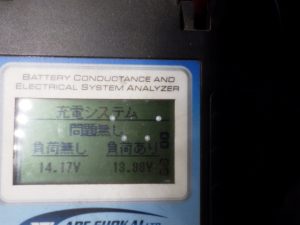 BATTERY CONDUCTANCE AND
ELECTRICAL SYSTEM ANALYZER
充電システム
問題無し
負荷無し 負荷あり
14.17V 13.98V